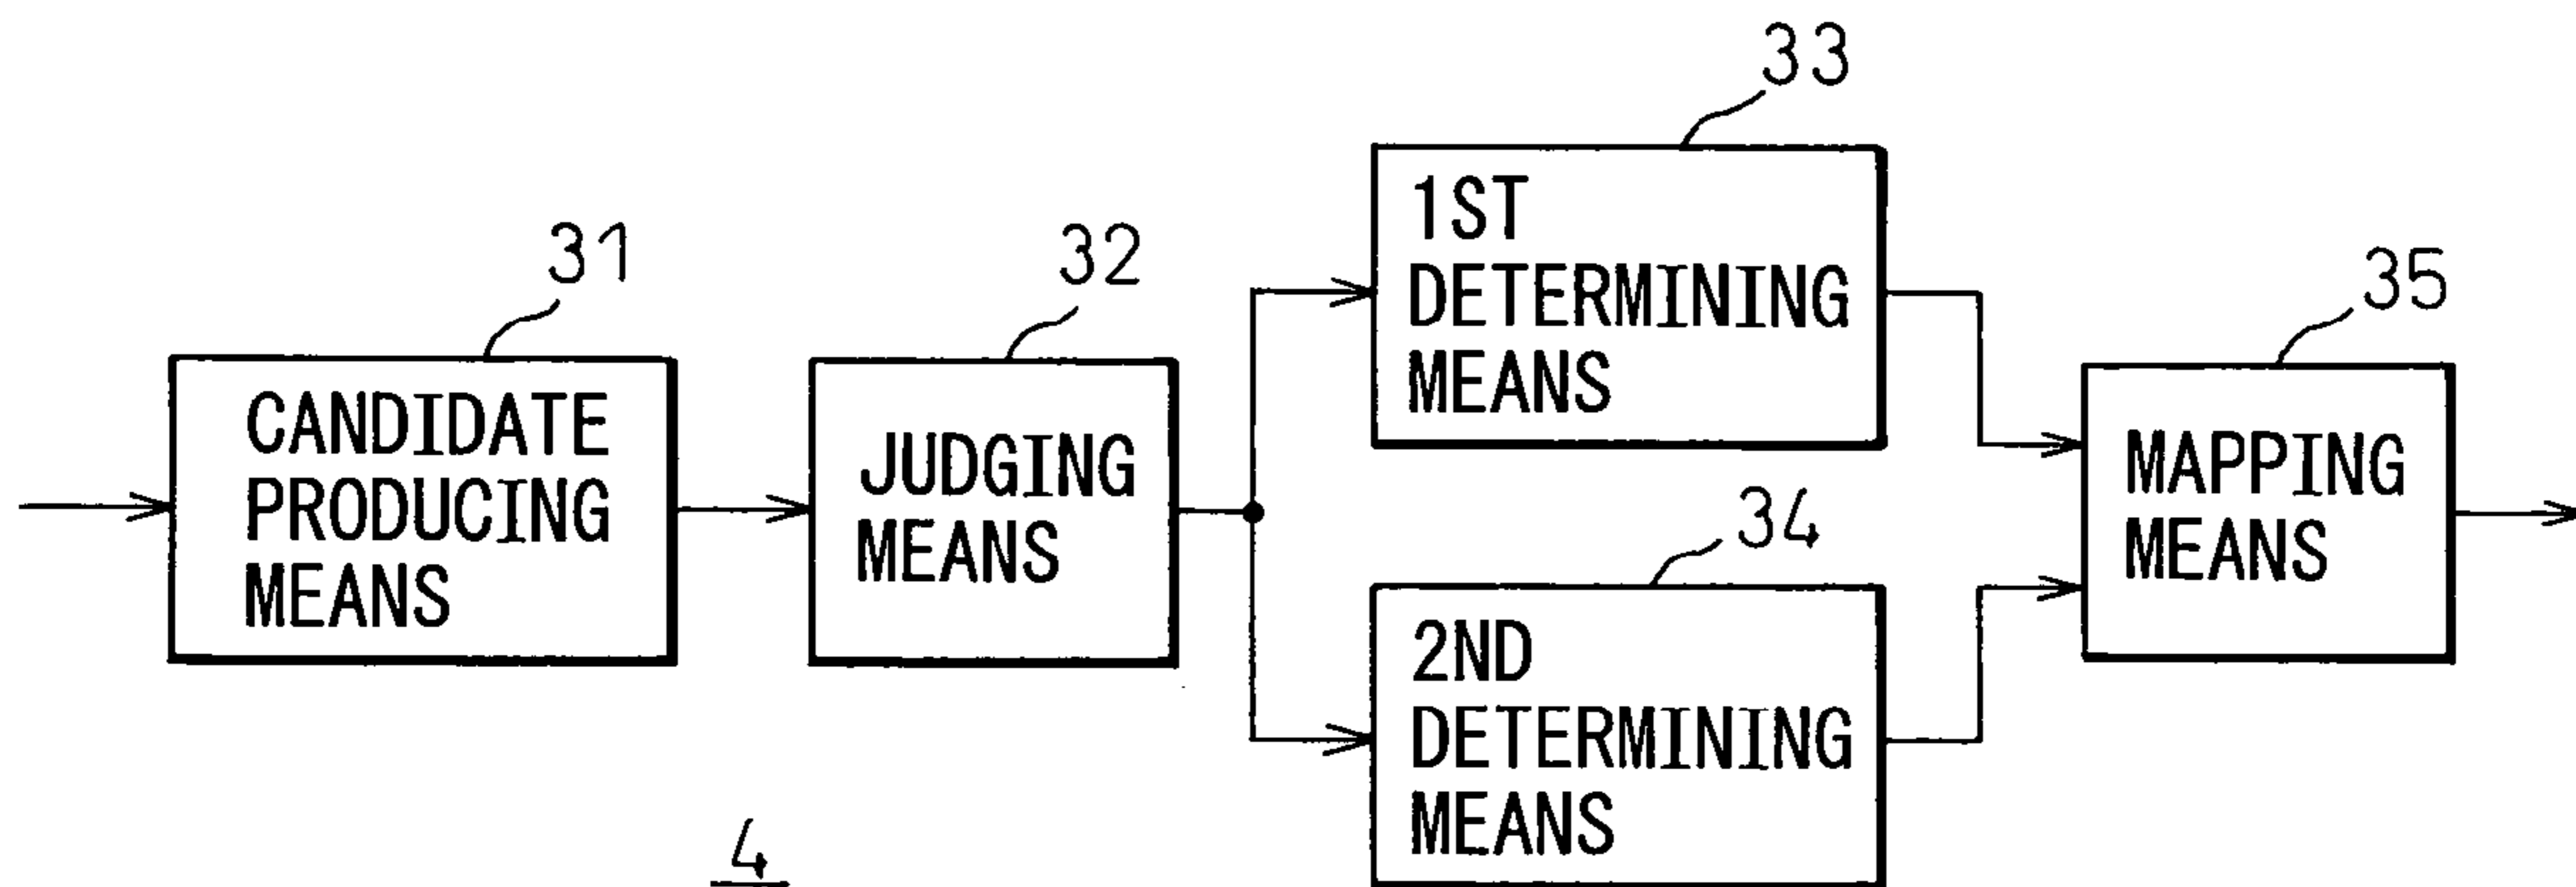 31
CANDIDATE
PRODUCING
MEANS
32
JUDGING
MEANS
33
1ST
DETERMINING
MEANS
34
2ND
DETERMINING
MEANS
35
MAPPING
MEANS
4